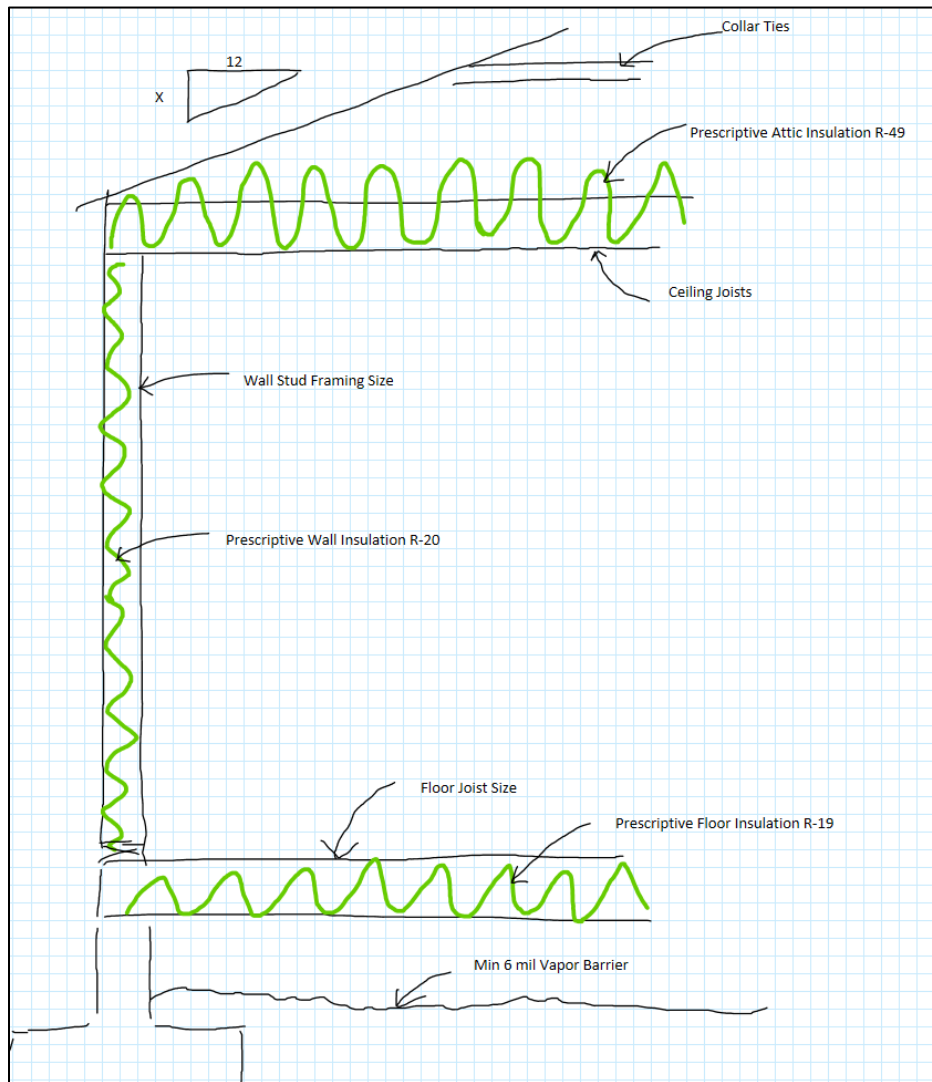 Collar Ties
12
X
Prescriptive Attic Insulation R-49
Ceiling Joists
Wall Stud Framing Size
Prescriptive Wall Insulation R-20
Floor Joist Size
Prescriptive Floor Insulation R-19
Min 6 mil Vapor Barrier